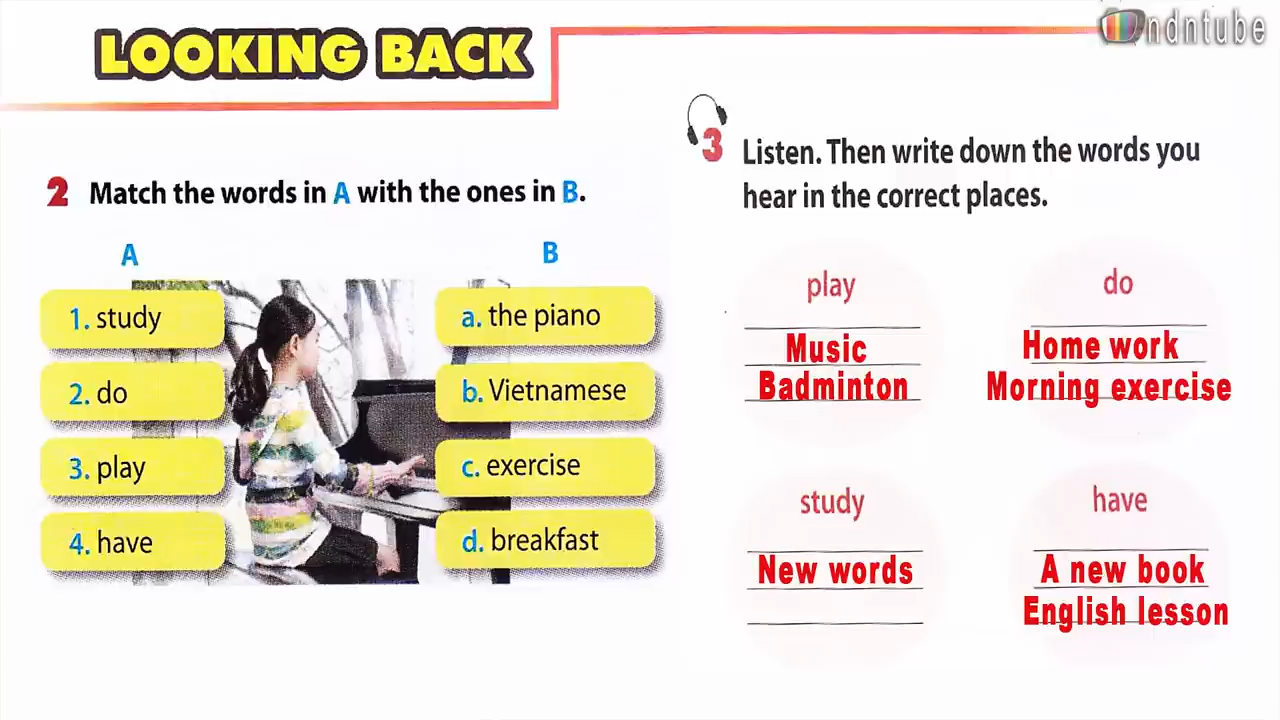 ndntube
LOOKING BACK
2 Match the words in A with the ones in B.
A
B
1. study
2. do
3. play
4. have
a. the piano
b. Vietnamese
c. exercise
d. breakfast
3 Listen. Then write down the words you
hear in the correct places.
play
Music
Badminton
do
Home work
Morning exercise
study
New words
have
A new book
English lesson